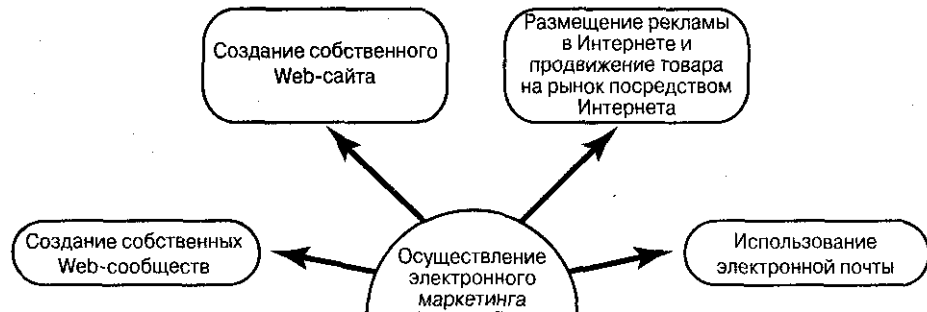 Создание собственного
Web-сайта
Размещение рекламы
в Интернете и
продвижение товара
на рынок посредством
Интернета
Создание собственных
Web-сообществ
Осуществление
электронного
маркетинга
Использование
электронной почты